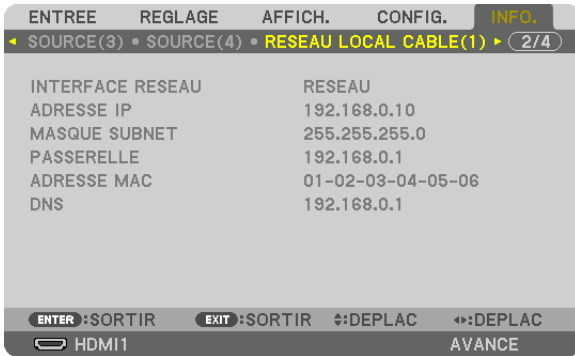 ENTREE REGLAGE AFFICH. CONFIG. INFO.
SOURCE(3) • SOURCE(4) • RESEAU LOCAL CABLE(1) 2/4
INTERFACE RESEAU RESEAU
ADRESSE IP 192.168.0.10
MASQUE SUBNET 255.255.255.0
PASSERELLE 192.168.0.1
ADRESSE MAC 01-02-03-04-05-06
DNS 192.168.0.1
ENTER :SORTIR EXIT :SORTIR :DEPLAC :DEPLAC
HDMI1 AVANCE